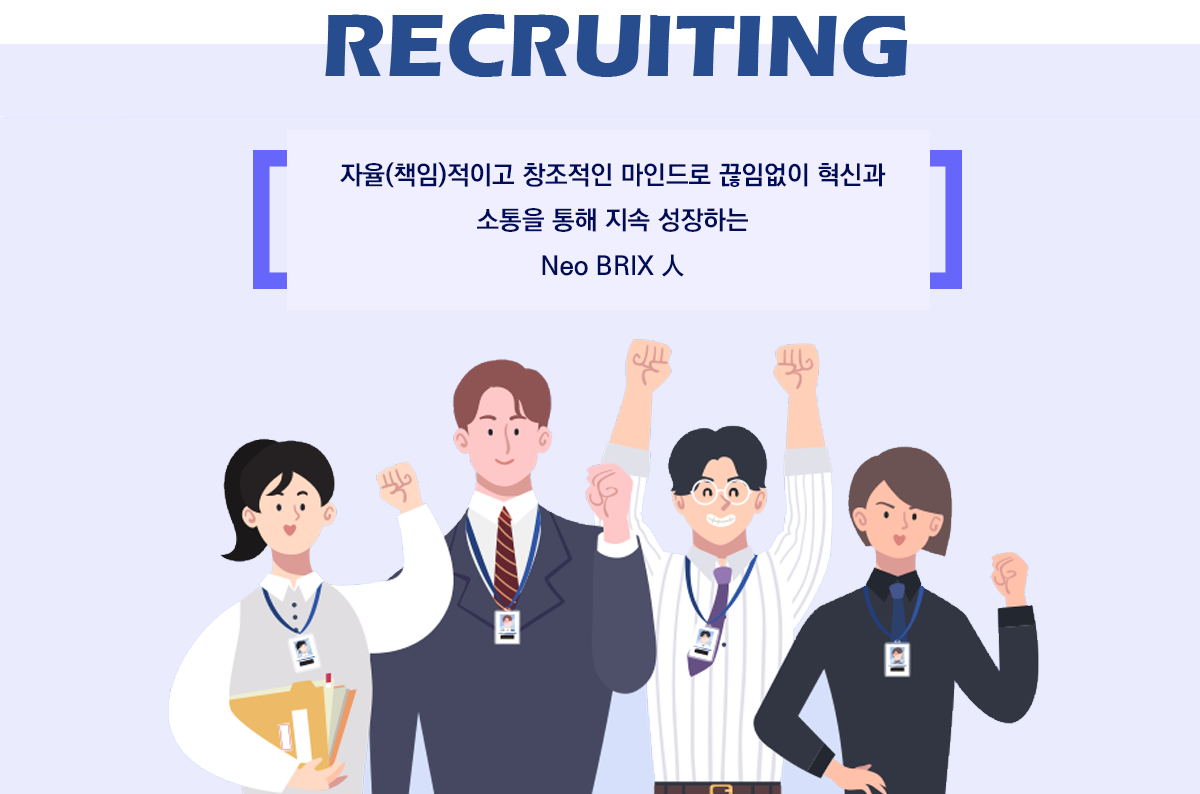 RECRUITING
자율(책임)적이고 창조적인 마인드로 끊임없이 혁신과
소통을 통해 지속 성장하는
Neo BRIX 人